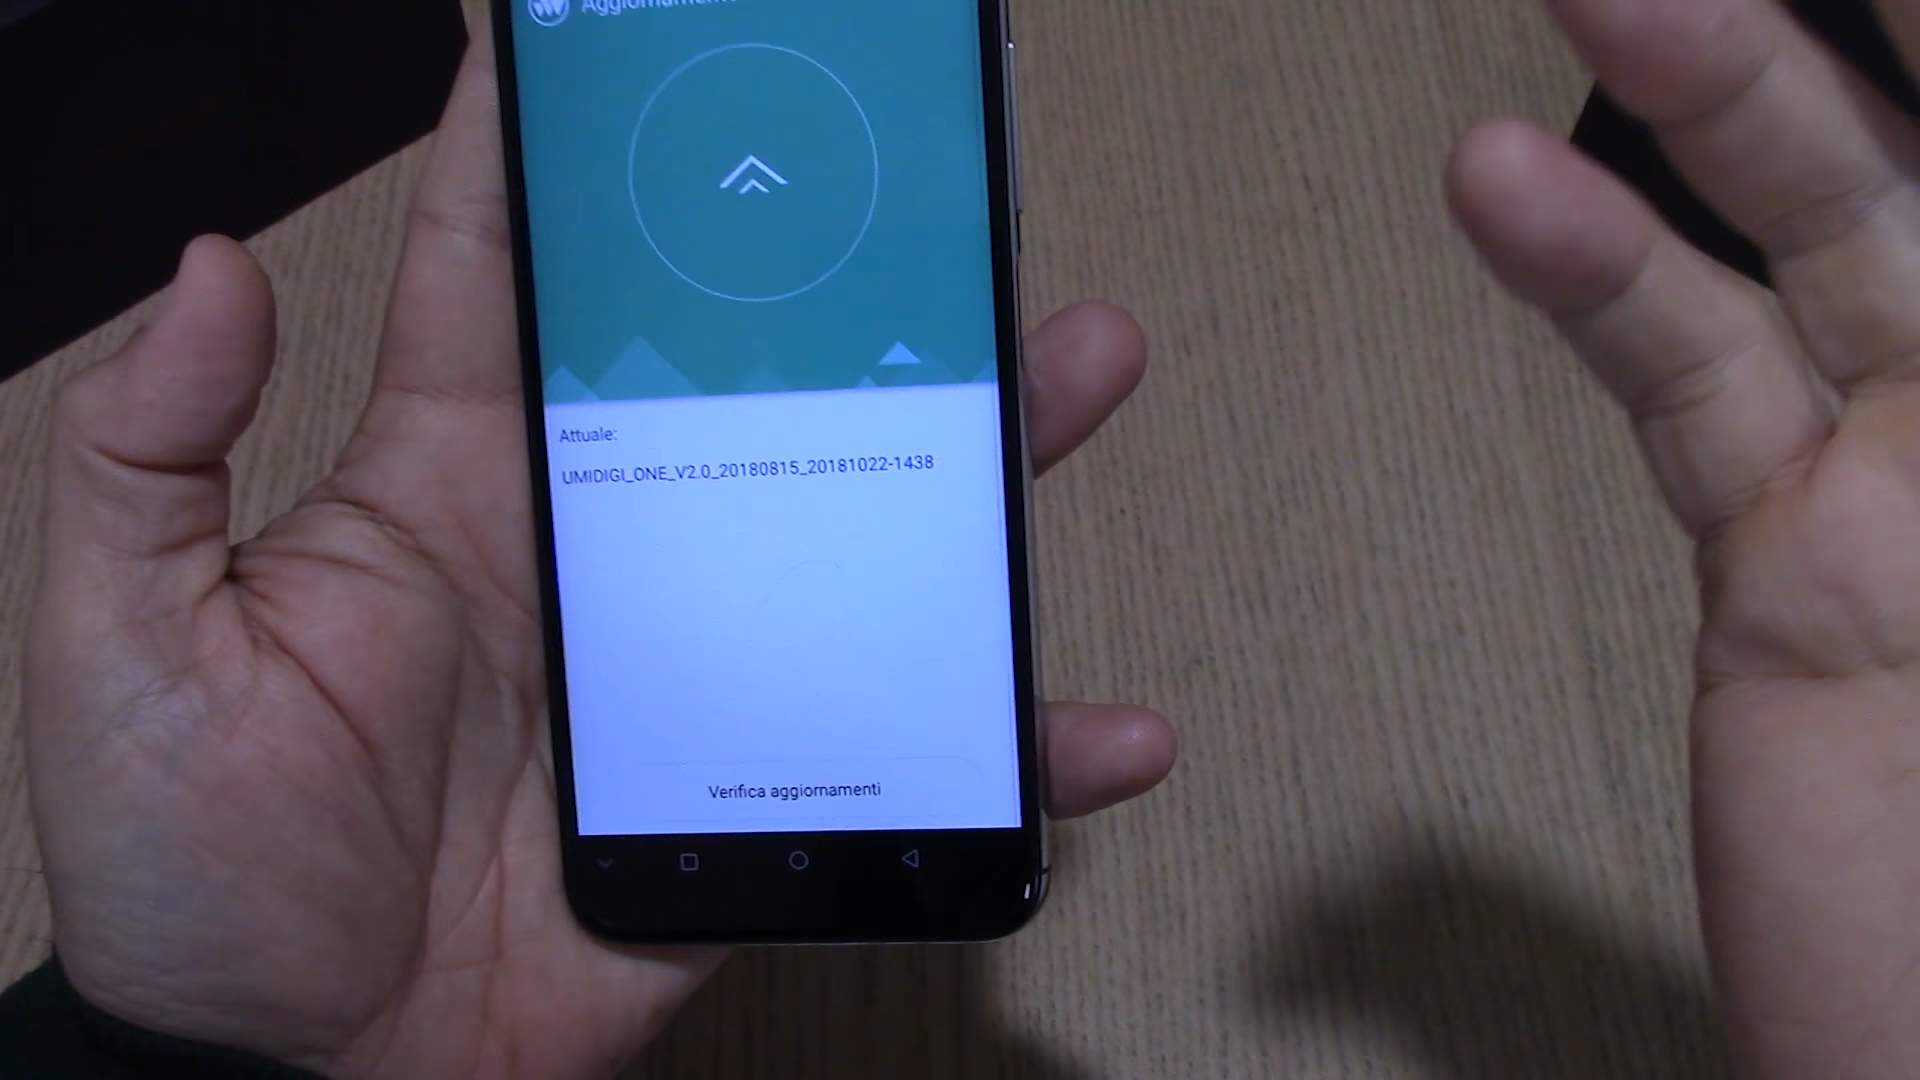 Aggiornamento
Attuale:
UMIDIGI_ONE_V2.0_20180815_20181022-1438
Verifica aggiornamenti